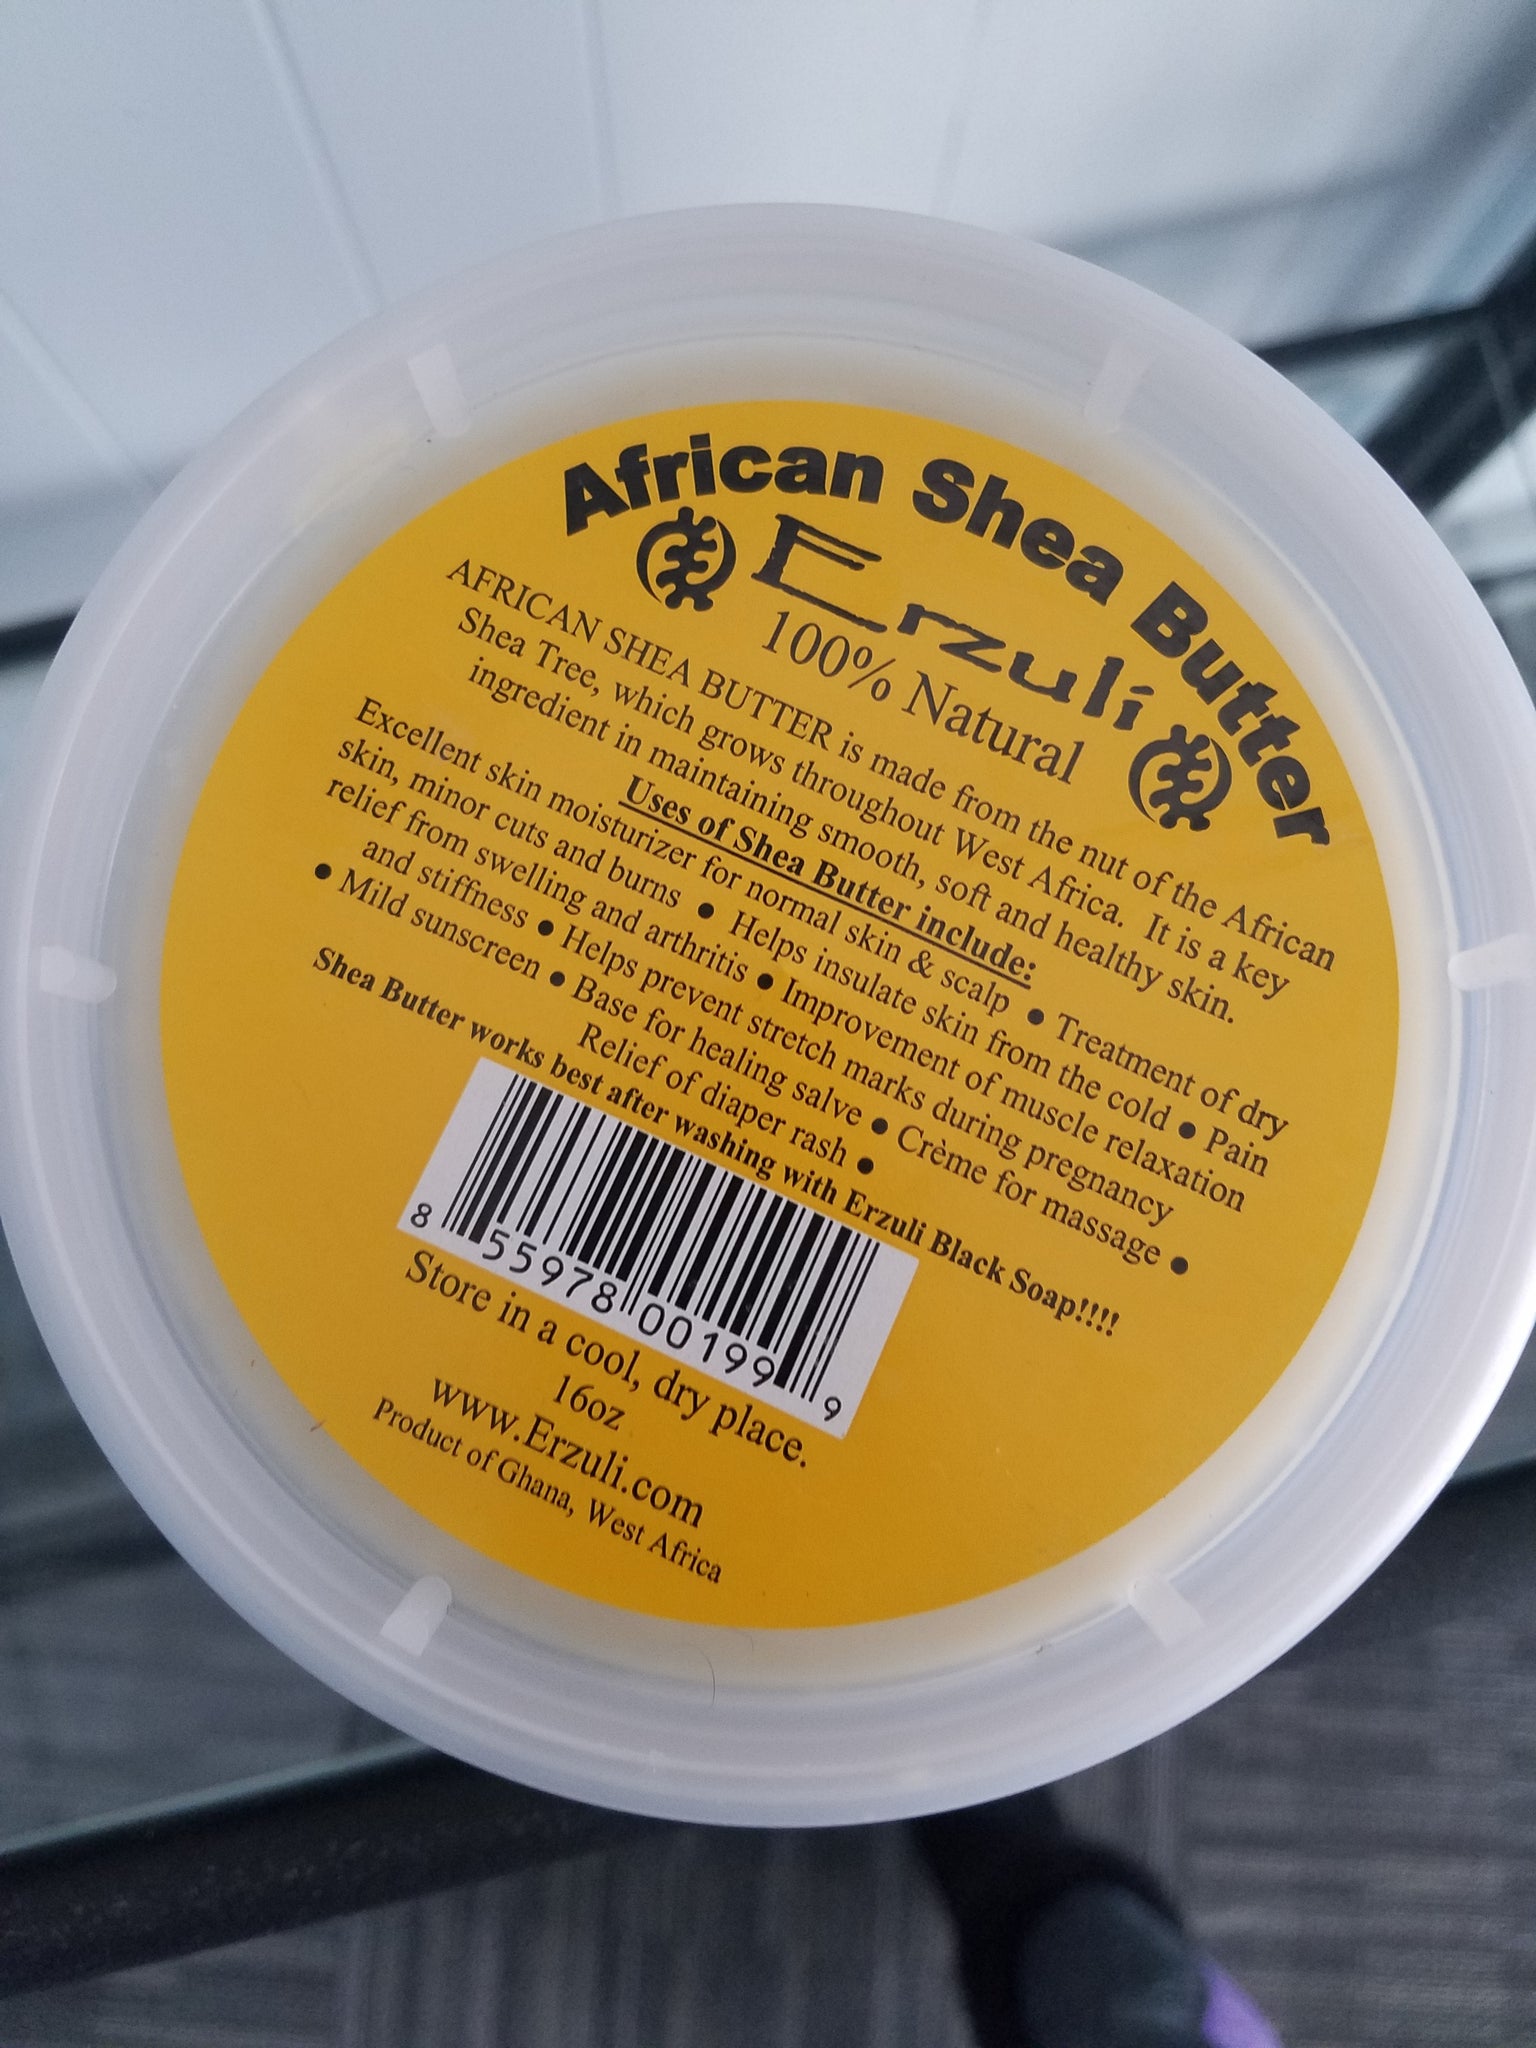 African Shea Butter
Erzuli
100% Natural
AFRICAN SHEA BUTTER is made from the nut of the African
Shea Tree, which grows throughout West Africa. It is a key
ingredient in maintaining smooth, soft and healthy skin.
Uses of Shea Butter include:
Excellent skin moisturizer for normal skin & scalp • Treatment of dry
skin, minor cuts and burns • Helps insulate skin from the cold • Pain
relief from swelling and arthritis • Improvement of muscle relaxation
and stiffness • Helps prevent stretch marks during pregnancy
• Mild sunscreen • Base for healing salve • Crème for massage •
Relief of diaper rash •
Shea Butter works best after washing with Erzuli Black Soap!!!!
8 55978 00199 9
Store in a cool, dry place.
16oz
www.Erzuli.com
Product of Ghana, West Africa